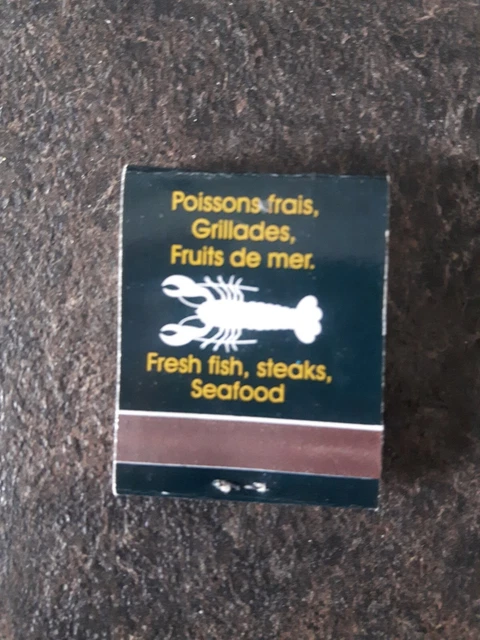 Poissons frais,
Grillades,
Fruits de mer.
Fresh fish, steaks,
Seafood